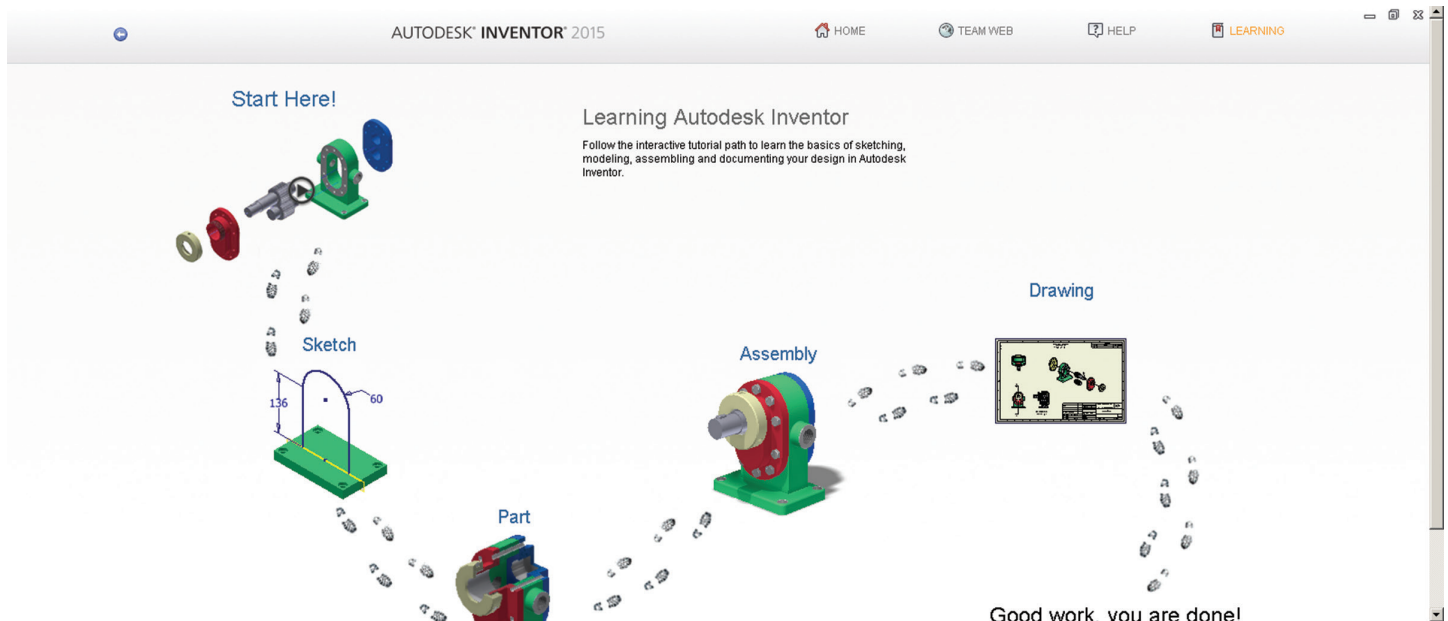 AUTODESK® INVENTOR® 2015
HOME
TEAM WEB
HELP
LEARNING
Start Here!
Learning Autodesk Inventor
Follow the interactive tutorial path to learn the basics of sketching,
modeling, assembling and documenting your design in Autodesk
Inventor.
Drawing
Sketch
Assembly
136
60
Part
Good work, you are done!